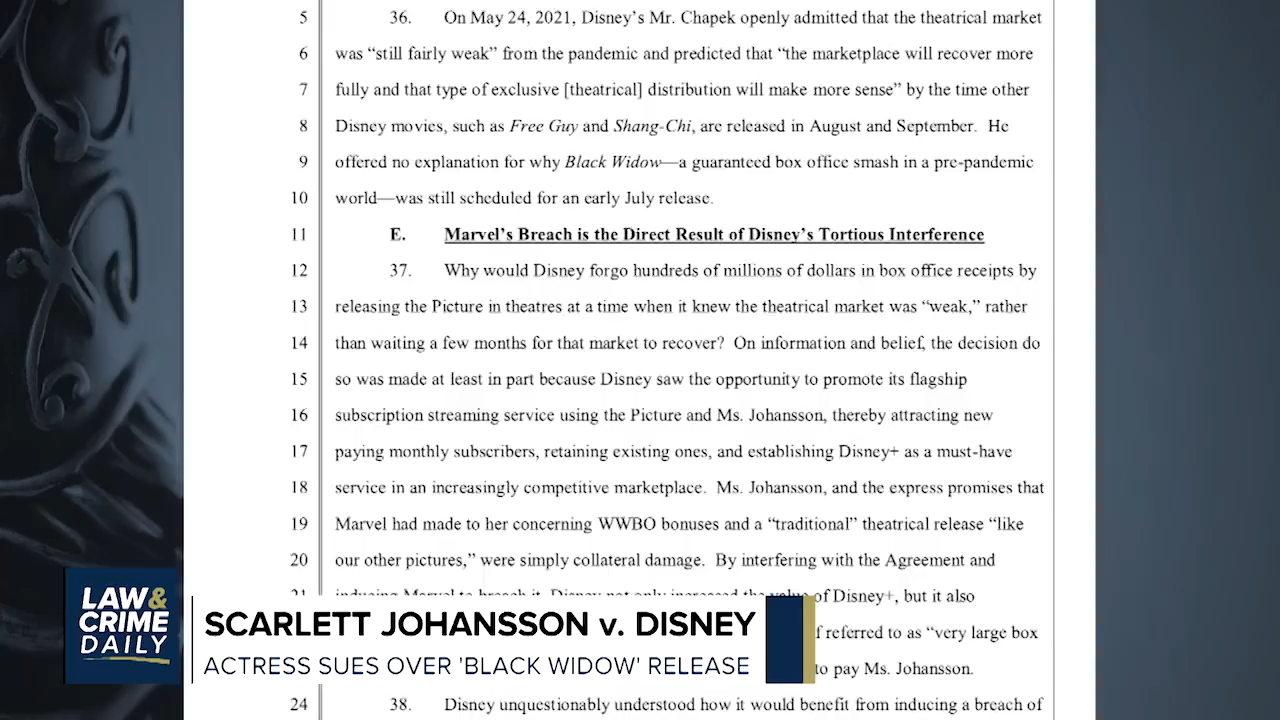 5 36. On May 24, 2021, Disney's Mr. Chapek openly admitted that the theatrical market
6 was “still fairly weak” from the pandemic and predicted that “the marketplace will recover more
7 fully and that type of exclusive [theatrical] distribution will make more sense” by the time other
8 Disney movies, such as Free Guy and Shang-Chi, are released in August and September. He
9 offered no explanation for why Black Widow—a guaranteed box office smash in a pre-pandemic
10 world—was still scheduled for an early July release.
11 E. Marvel's Breach is the Direct Result of Disney's Tortious Interference
12 37. Why would Disney forgo hundreds of millions of dollars in box office receipts by
13 releasing the Picture in theatres at a time when it knew the theatrical market was “weak,” rather
14 than waiting a few months for that market to recover? On information and belief, the decision do
15 so was made at least in part because Disney saw the opportunity to promote its flagship
16 subscription streaming service using the Picture and Ms. Johansson, thereby attracting new
17 paying monthly subscribers, retaining existing ones, and establishing Disney+ as a must-have
18 service in an increasingly competitive marketplace. Ms. Johansson, and the express promises that
19 Marvel had made to her concerning WWBO bonuses and a “traditional” theatrical release “like
20 our other pictures,” were simply collateral damage. By interfering with the Agreement and
of Disney+, but it also
referred to as “very large box
to pay Ms. Johansson.
24 38. Disney unquestionably understood how it would benefit from inducing a breach of
LAW&
CRIME
DAILY
SCARLETT JOHANSSON v. DISNEY
ACTRESS SUES OVER 'BLACK WIDOW' RELEASE